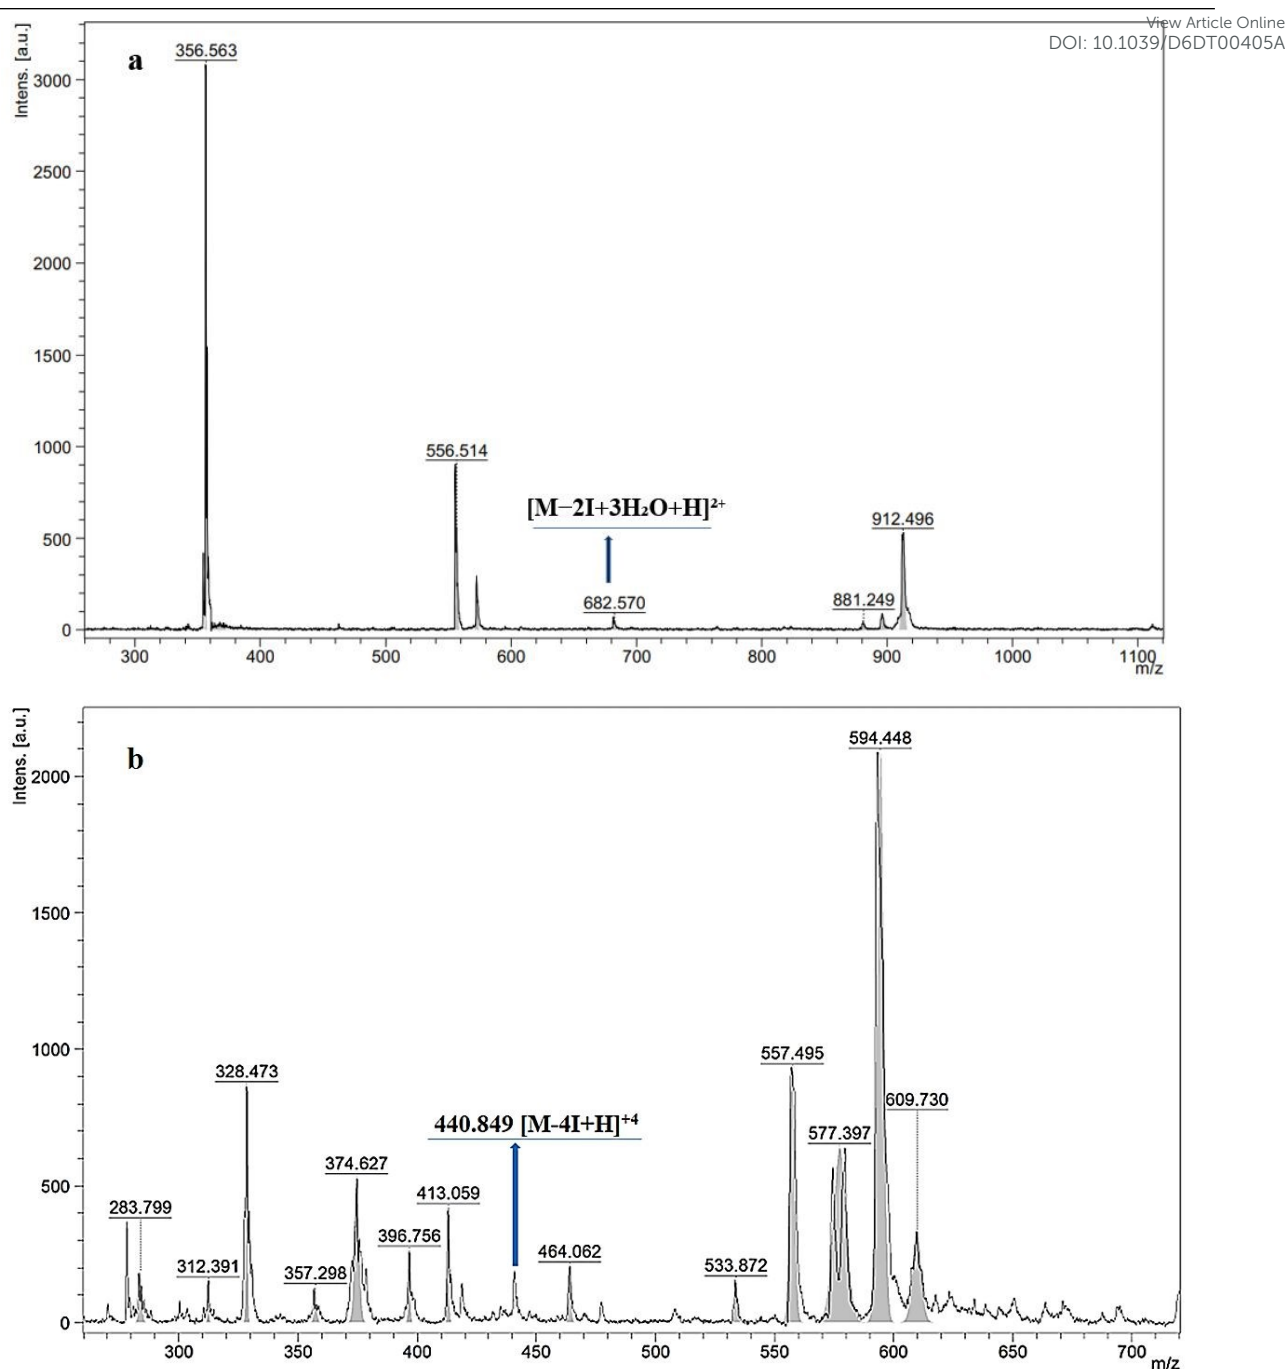 View Article Online
DOI: 10.1039/D6DT00405A
Intens. [a.u.]
a
356.563
556.514
[M−2I+3H₂O+H]²⁺
682.570
881.249
912.496
3000
2500
2000
1500
1000
500
0
300 400 500 600 700 800 900 1000 1100
m/z
Intens. [a.u.]
b
594.448
557.495
328.473
609.730
440.849 [M-4I+H]⁺⁴
577.397
374.627
413.059
283.799
396.756
464.062
312.391
357.298
533.872
2000
1500
1000
500
0
300 350 400 450 500 550 600 650 700
m/z